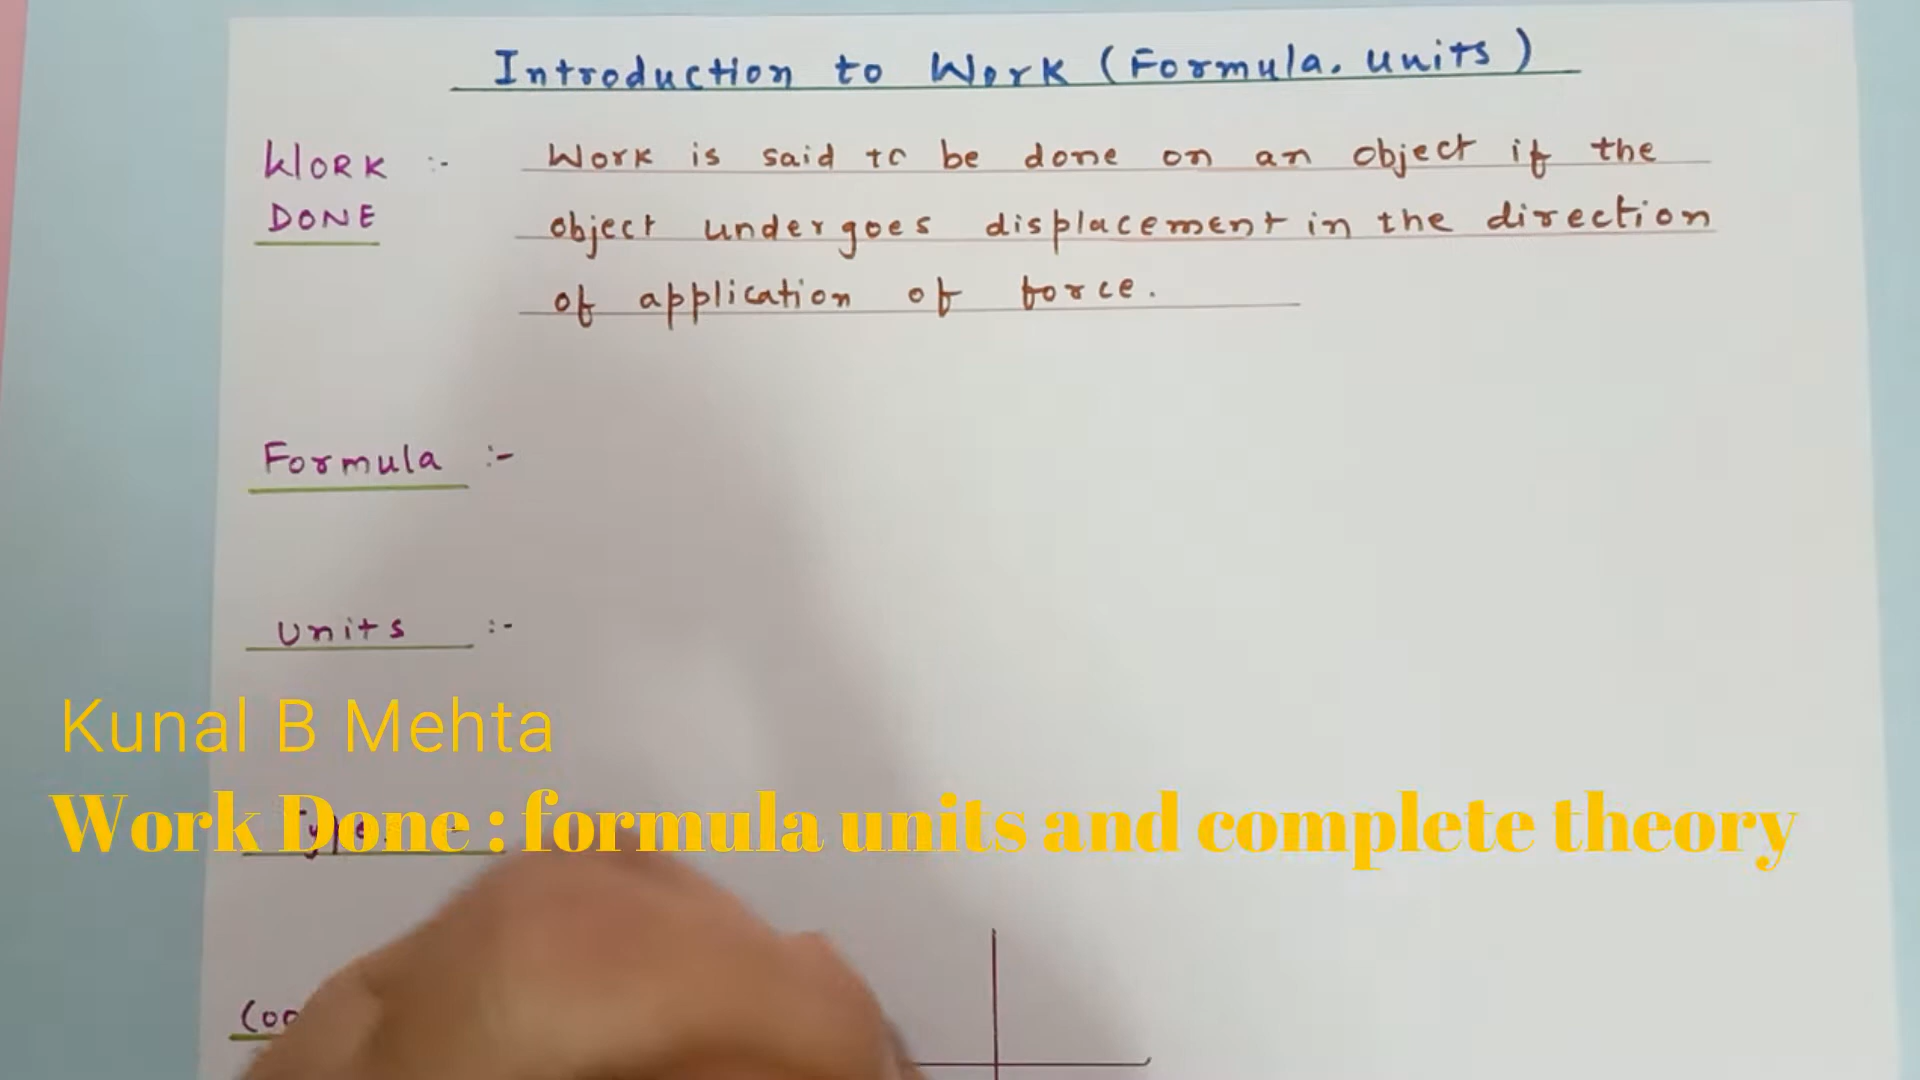 Introduction to Work (Formula. Units)
WORK :- Work is said to be done on an object if the
DONE object undergoes displacement in the direction
of application of force.
Formula :-
Units :-
Kunal B Mehta
Work Done : formula units and complete theory